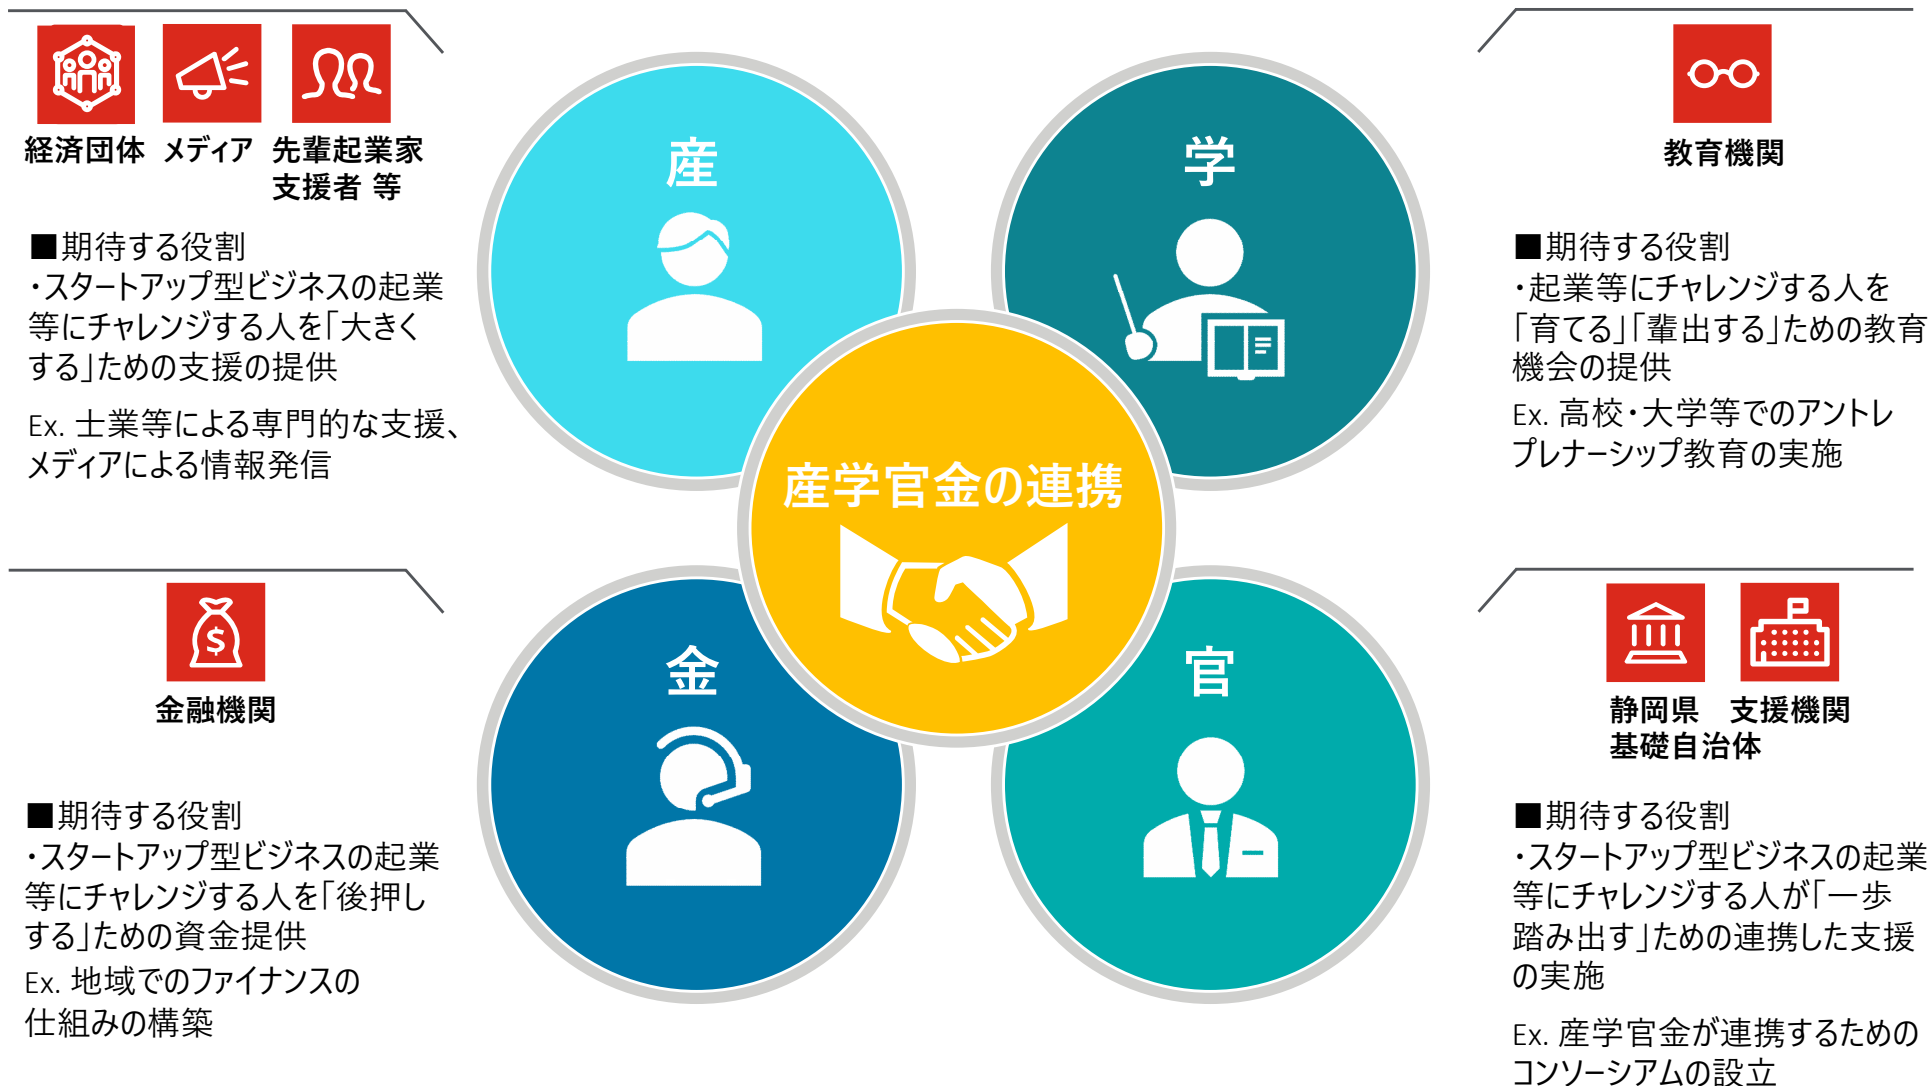 経済団体
メディア
先輩起業家
支援者 等
■期待する役割
・スタートアップ型ビジネスの起業
等にチャレンジする人を「大きく
する」ための支援の提供
Ex. 士業等による専門的な支援、
メディアによる情報発信
産
学
産学官金の連携
金
官
教育機関
■期待する役割
・起業等にチャレンジする人を
「育てる」「輩出する」ための教育
機会の提供
Ex. 高校・大学等でのアントレ
プレナーシップ教育の実施
$
金融機関
■期待する役割
・スタートアップ型ビジネスの起業
等にチャレンジする人を「後押し
する」ための資金提供
Ex. 地域でのファイナンスの
仕組みの構築
静岡県
基礎自治体
支援機関
■期待する役割
・スタートアップ型ビジネスの起業
等にチャレンジする人が「一歩
踏み出す」ための連携した支援
の実施
Ex. 産学官金が連携するための
コンソーシアムの設立